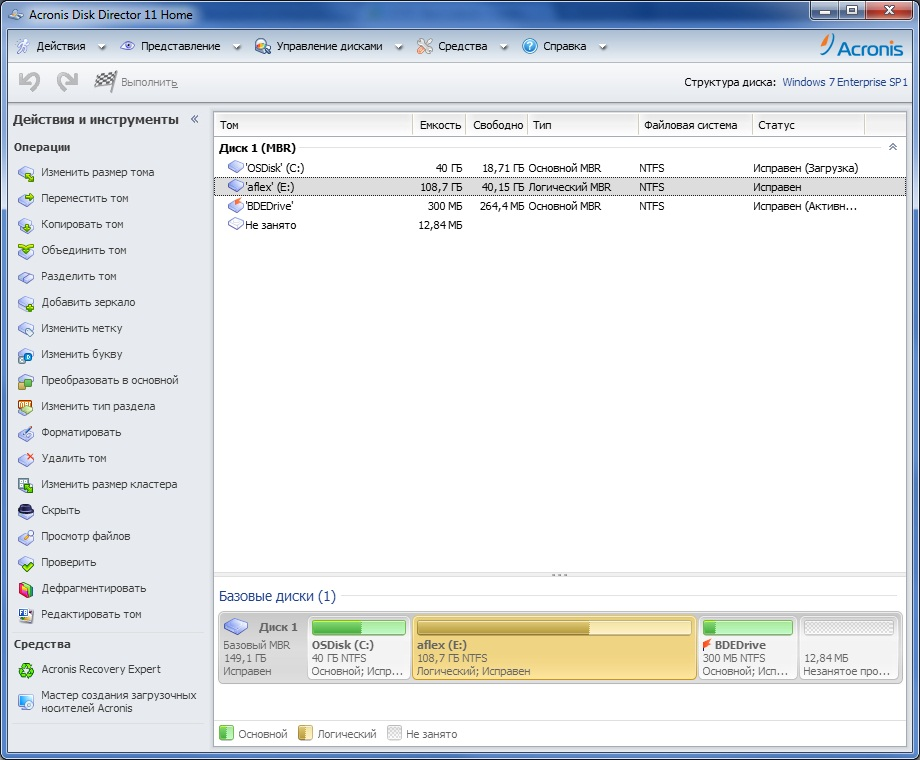 Acronis Disk Director 11 Home
Действия Представление Управление дисками Средства Справка Acronis
Выполнить Структура диска: Windows 7 Enterprise SP1
Действия и инструменты «
Операции
Изменить размер тома
Переместить том
Копировать том
Объединить том
Разделить том
Добавить зеркало
Изменить метку
Изменить букву
Преобразовать в основной
Изменить тип раздела
Форматировать
Удалить том
Изменить размер кластера
Скрыть
Просмотр файлов
Проверить
Дефрагментировать
Редактировать том
Средства
Acronis Recovery Expert
Мастер создания загрузочных
носителей Acronis
Том Емкость Свободно Тип Файловая система Статус
Диск 1 (MBR)
'OSDisk' (C:) 40 ГБ 18,71 ГБ Основной MBR NTFS Исправен (Загрузка)
'aflex' (E:) 108,7 ГБ 40,15 ГБ Логический MBR NTFS Исправен
'BDEDrive' 300 МБ 264,4 МБ Основной MBR NTFS Исправен (Активн...
Не занято 12,84 МБ
Базовые диски (1)
Диск 1
Базовый MBR
149,1 ГБ
Исправен
OSDisk (C:)
40 ГБ NTFS
Основной; Испр...
aflex (E:)
108,7 ГБ NTFS
Логический; Исправен
BDEDrive
300 МБ NTFS
Основной; Исп...
12,84 МБ
Незанятое про...
Основной Логический Не занято